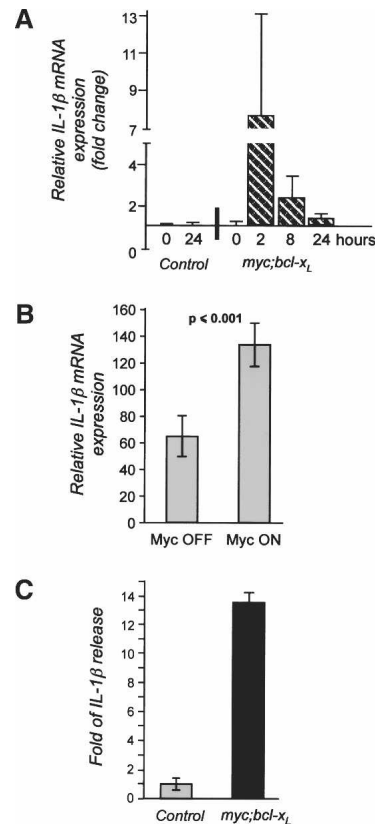 A
Relative IL-1β mRNA
expression
(fold change)
13
11
9
7
4
2
0
0 24 0 2 8 24 hours
Control myc;bcl-xL
B
Relative IL-1β mRNA
expression
160
140
120
100
80
60
40
20
0
p ⩽ 0.001
Myc OFF Myc ON
C
Fold of IL-1β release
14
12
10
8
6
4
2
0
Control myc;bcl-xL